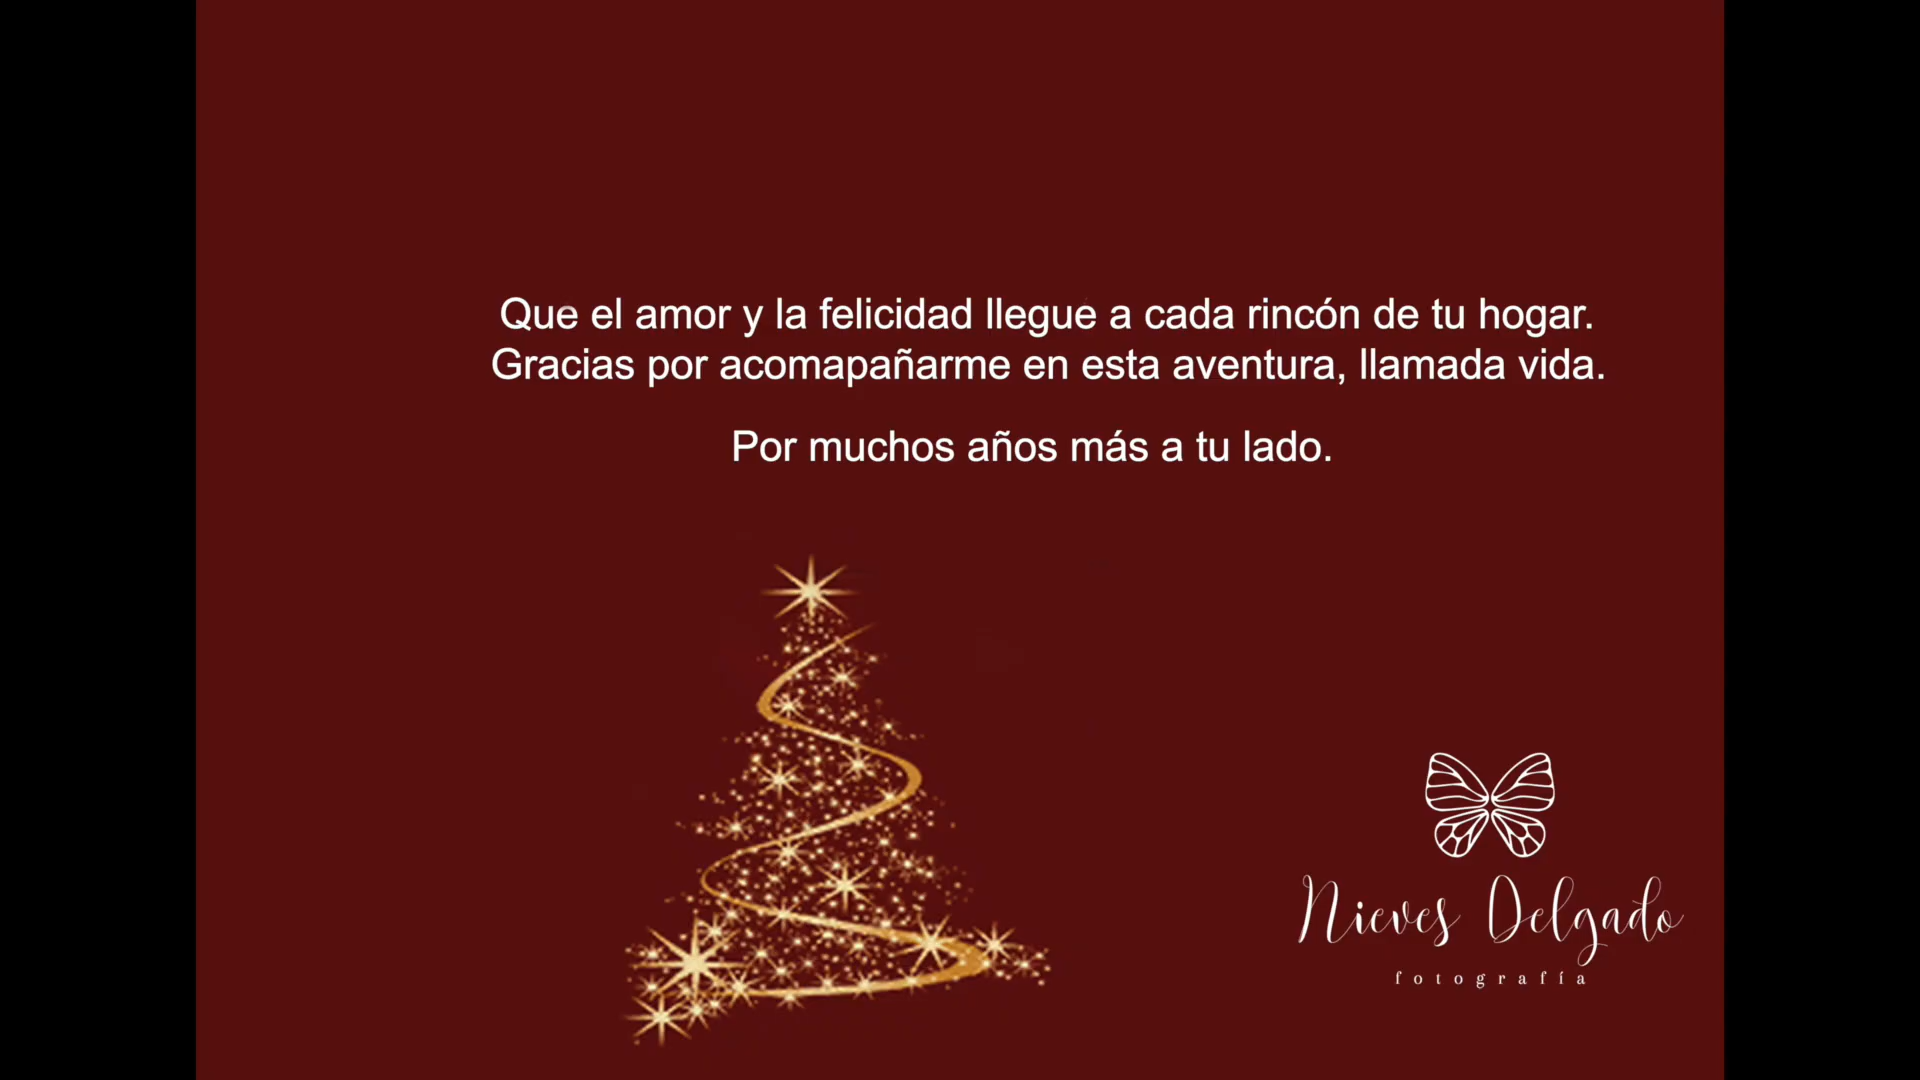 Que el amor y la felicidad llegue a cada rincón de tu hogar.
Gracias por acomapañarme en esta aventura, llamada vida.
Por muchos años más a tu lado.
Nieves Delgado
fotografía